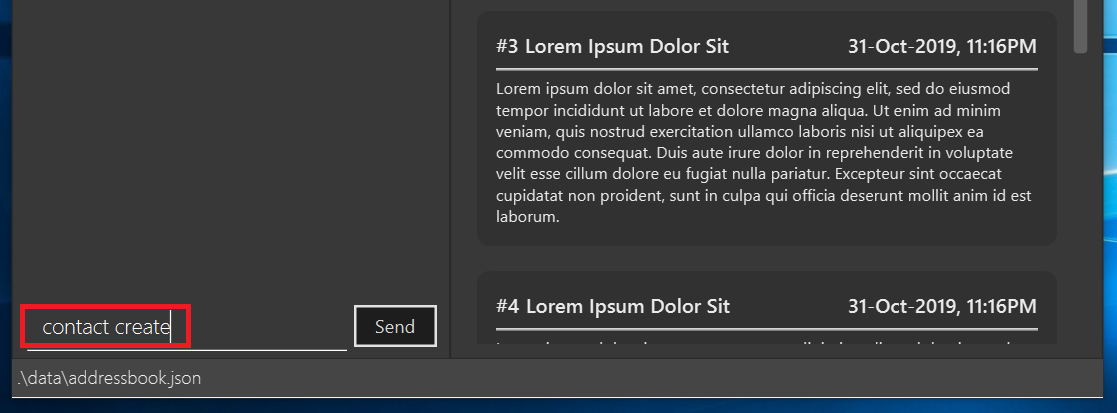 #3 Lorem Ipsum Dolor Sit 31-Oct-2019, 11:16PM
Lorem ipsum dolor sit amet, consectetur adipiscing elit, sed do eiusmod
tempor incididunt ut labore et dolore magna aliqua. Ut enim ad minim
veniam, quis nostrud exercitation ullamco laboris nisi ut aliquipex ea
commodo consequat. Duis aute irure dolor in reprehenderit in voluptate
velit esse cillum dolore eu fugiat nulla pariatur. Excepteur sint occaecat
cupidatat non proident, sunt in culpa qui officia deserunt mollit anim id est
laborum.
#4 Lorem Ipsum Dolor Sit 31-Oct-2019, 11:16PM
contact create
Send
.\data\addressbook.json